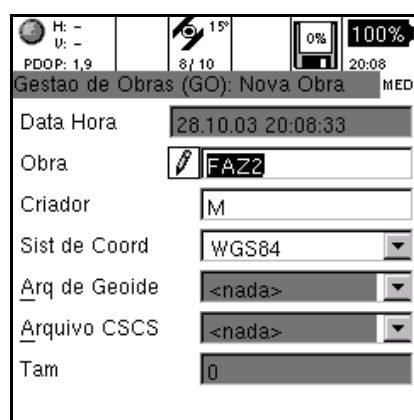 H: -
V: -
15°
0%
100%
PDOP: 1,9
8/ 10
20:08
Gestao de Obras (GO): Nova Obra
MED
Data Hora 28.10.03 20:08:33
Obra FAZ2
Criador M
Sist de Coord WGS84
Arq de Geoide <nada>
Arquivo CSCS <nada>
Tam 0